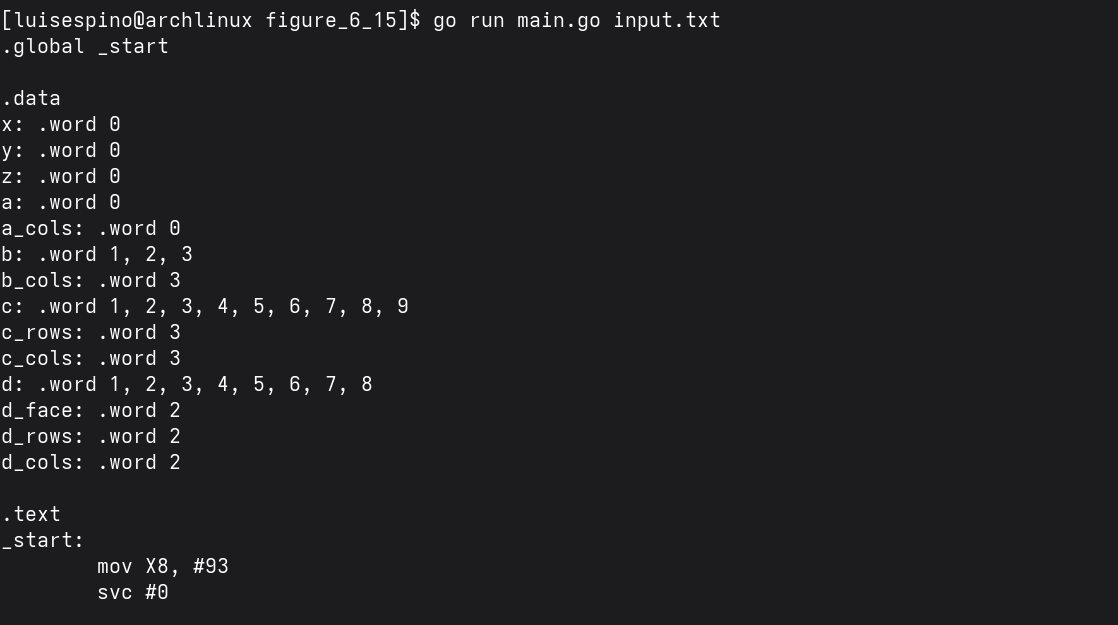 [luisespino@archlinux figure_6_15]$ go run main.go input.txt
.global _start

.data
x: .word 0
y: .word 0
z: .word 0
a: .word 0
a_cols: .word 0
b: .word 1, 2, 3
b_cols: .word 3
c: .word 1, 2, 3, 4, 5, 6, 7, 8, 9
c_rows: .word 3
c_cols: .word 3
d: .word 1, 2, 3, 4, 5, 6, 7, 8
d_face: .word 2
d_rows: .word 2
d_cols: .word 2

.text
_start:
        mov X8, #93
        svc #0